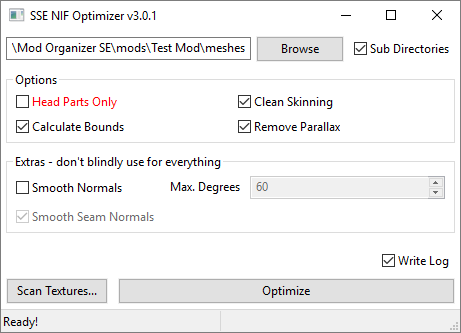 SSE NIF Optimizer v3.0.1
\Mod Organizer SE\mods\Test Mod\meshes
Browse
Sub Directories
Options
Head Parts Only
Clean Skinning
Calculate Bounds
Remove Parallax
Extras - don't blindly use for everything
Smooth Normals
Max. Degrees
60
Smooth Seam Normals
Write Log
Scan Textures...
Optimize
Ready!